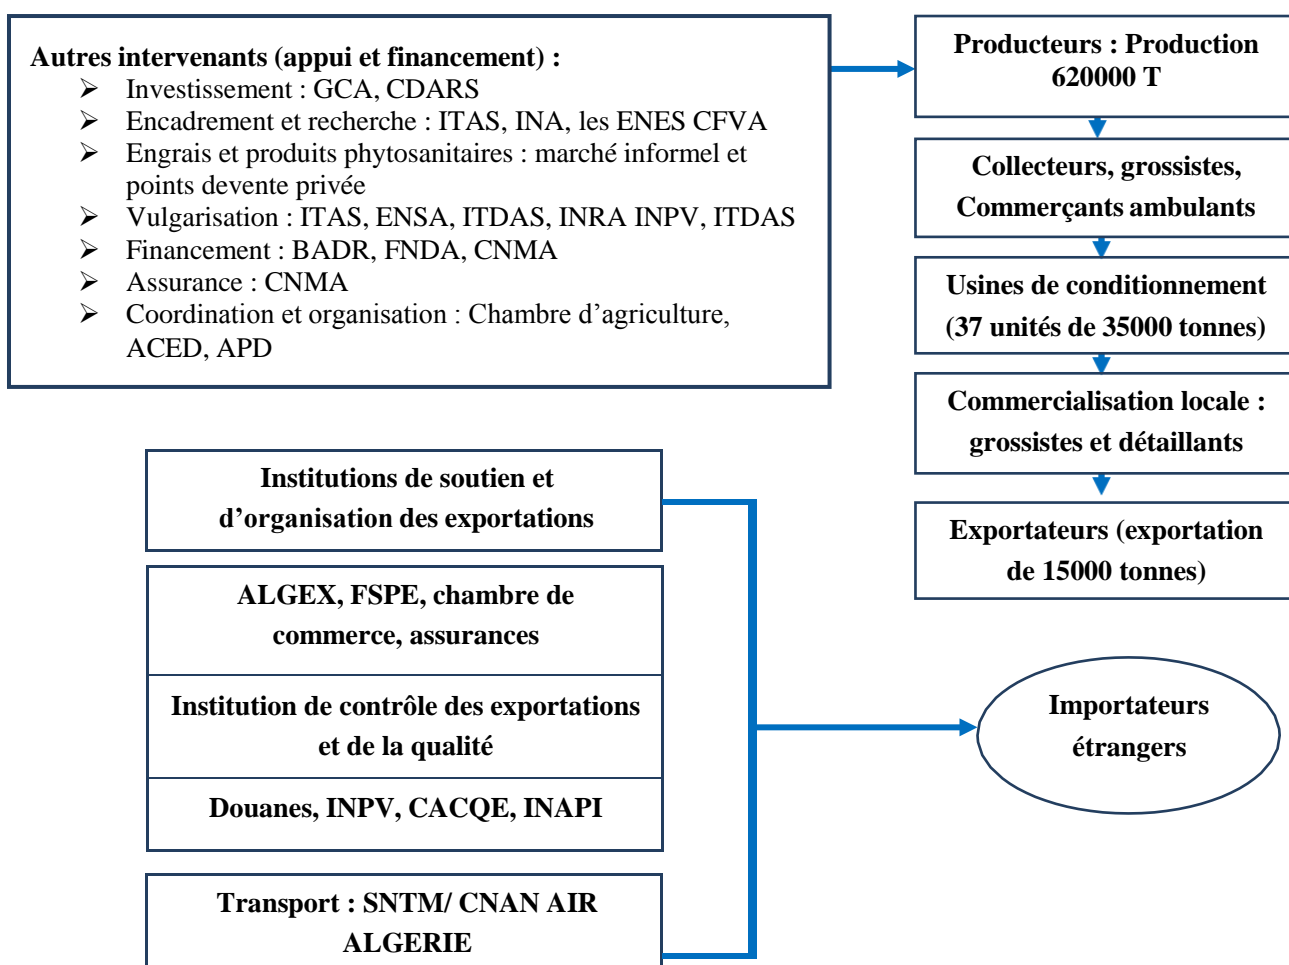 Autres intervenants (appui et financement) :
➢ Investissement : GCA, CDARS
➢ Encadrement et recherche : ITAS, INA, les ENES CFVA
➢ Engrais et produits phytosanitaires : marché informel et
points devente privée
➢ Vulgarisation : ITAS, ENSA, ITDAS, INRA INPV, ITDAS
➢ Financement : BADR, FNDA, CNMA
➢ Assurance : CNMA
➢ Coordination et organisation : Chambre d’agriculture,
ACED, APD
Producteurs : Production
620000 T
Collecteurs, grossistes,
Commerçants ambulants
Usines de conditionnement
(37 unités de 35000 tonnes)
Commercialisation locale :
grossistes et détaillants
Exportateurs (exportation
de 15000 tonnes)
Institutions de soutien et
d’organisation des exportations
ALGEX, FSPE, chambre de
commerce, assurances
Institution de contrôle des exportations
et de la qualité
Douanes, INPV, CACQE, INAPI
Transport : SNTM/ CNAN AIR
ALGERIE
Importateurs
étrangers